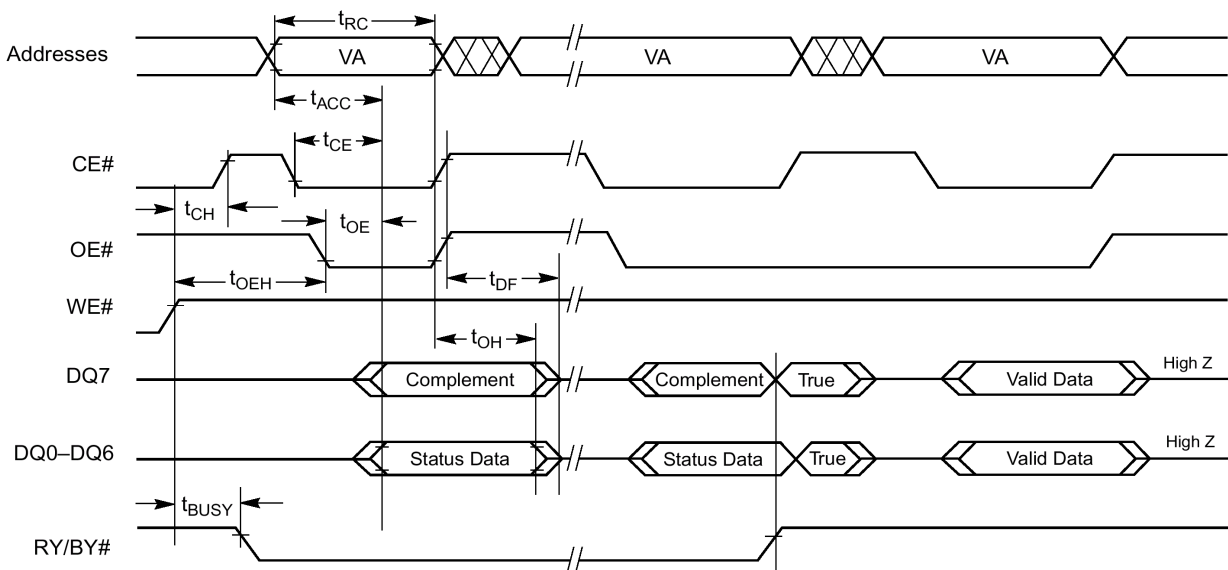 tRC
Addresses VA VA VA
tACC
tCE
CE#
tCH tOE
OE#
tOEH tDF
WE#
tOH
DQ7 Complement Complement True Valid Data High Z
DQ0–DQ6 Status Data Status Data True Valid Data High Z
tBUSY
RY/BY#